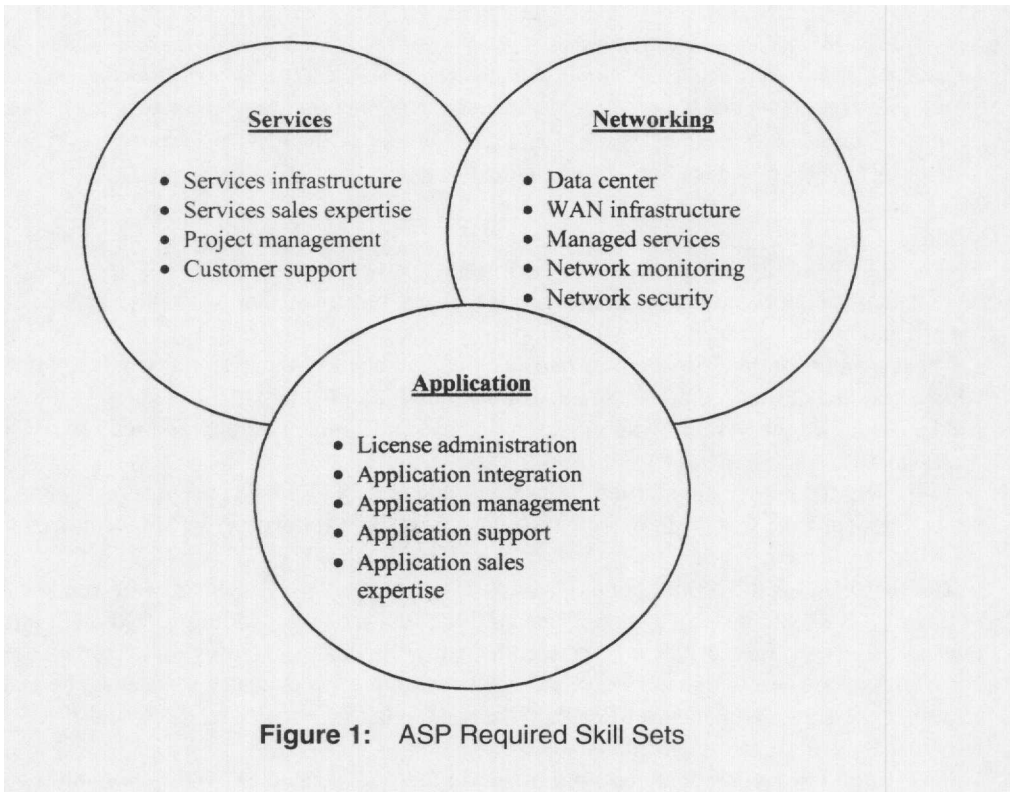 Services
• Services infrastructure
• Services sales expertise
• Project management
• Customer support
Networking
• Data center
• WAN infrastructure
• Managed services
• Network monitoring
• Network security
Application
• License administration
• Application integration
• Application management
• Application support
• Application sales
expertise
Figure 1: ASP Required Skill Sets